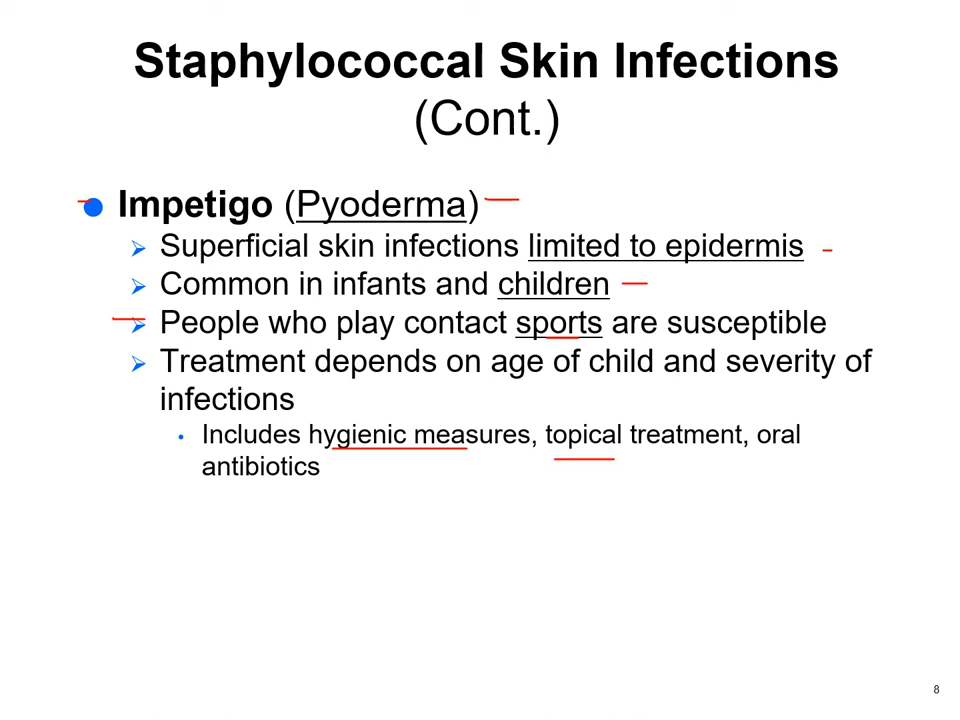 Staphylococcal Skin Infections
(Cont.)
Impetigo (Pyoderma)
Superficial skin infections limited to epidermis
Common in infants and children
People who play contact sports are susceptible
Treatment depends on age of child and severity of
infections
Includes hygienic measures, topical treatment, oral
antibiotics
8